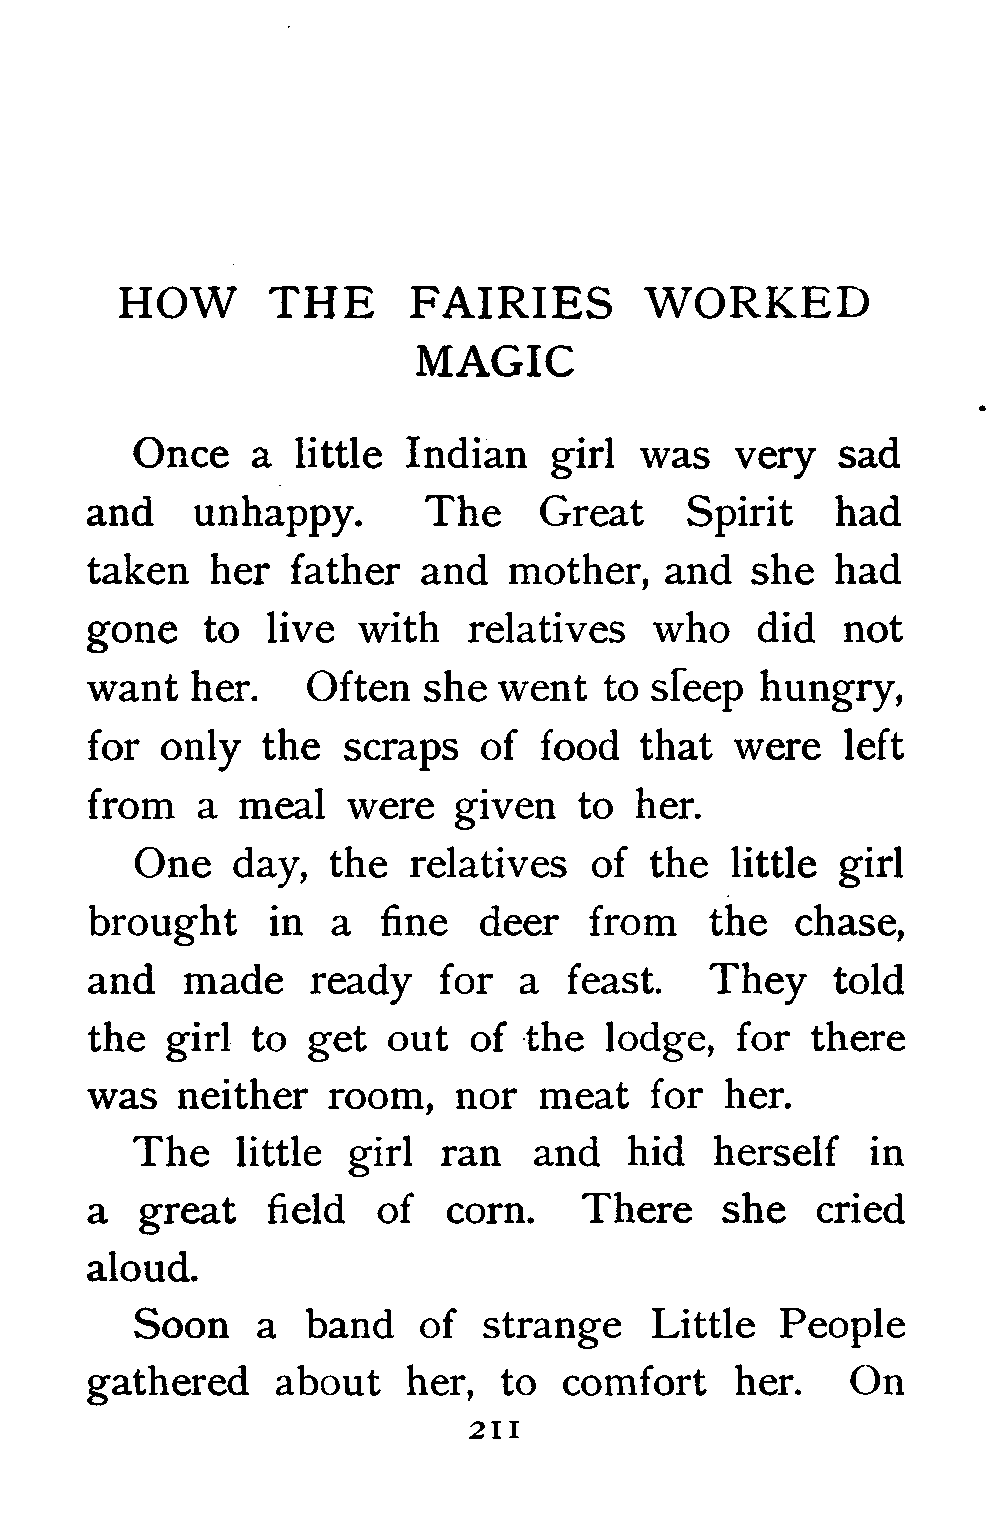 HOW THE FAIRIES WORKED
MAGIC
Once a little Indian girl was very sad
and unhappy. The Great Spirit had
taken her father and mother, and she had
gone to live with relatives who did not
want her. Often she went to sleep hungry,
for only the scraps of food that were left
from a meal were given to her.
One day, the relatives of the little girl
brought in a fine deer from the chase,
and made ready for a feast. They told
the girl to get out of the lodge, for there
was neither room, nor meat for her.
The little girl ran and hid herself in
a great field of corn. There she cried
aloud.
Soon a band of strange Little People
gathered about her, to comfort her. On
211